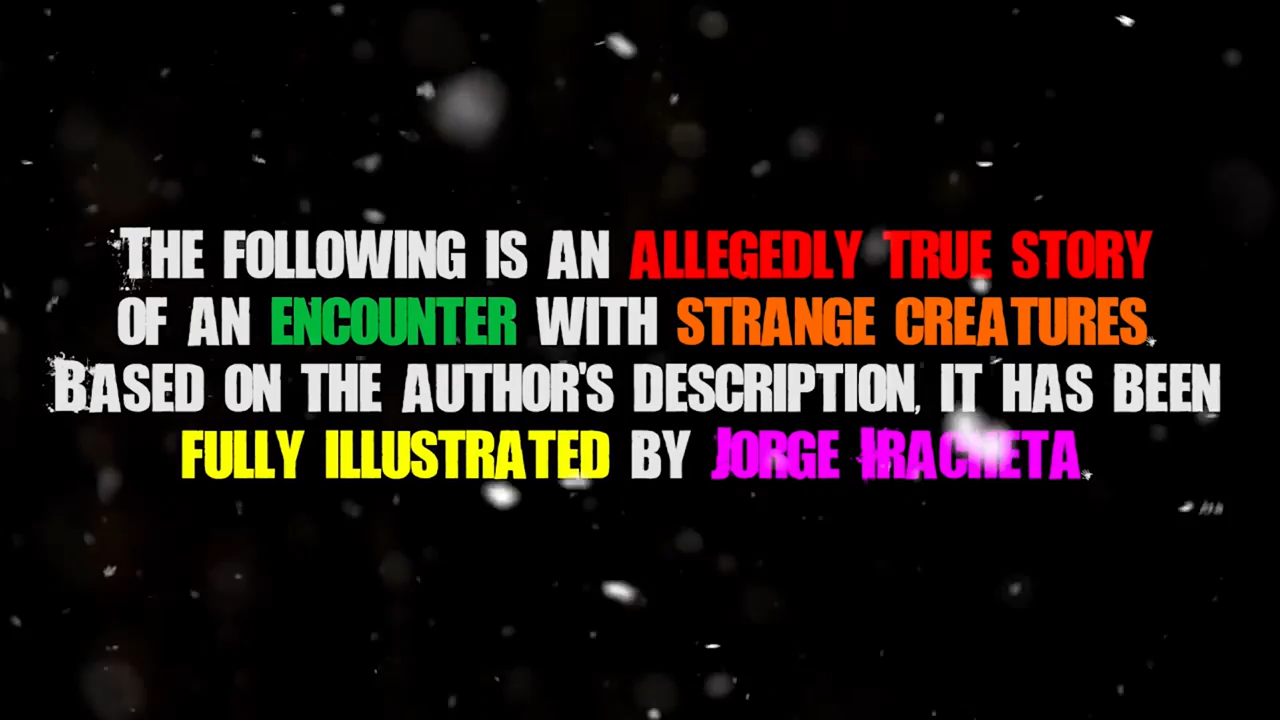 The following is an allegedly true story
of an encounter with strange creatures.
Based on the author's description, it has been
fully illustrated by Jorge Iracheta.